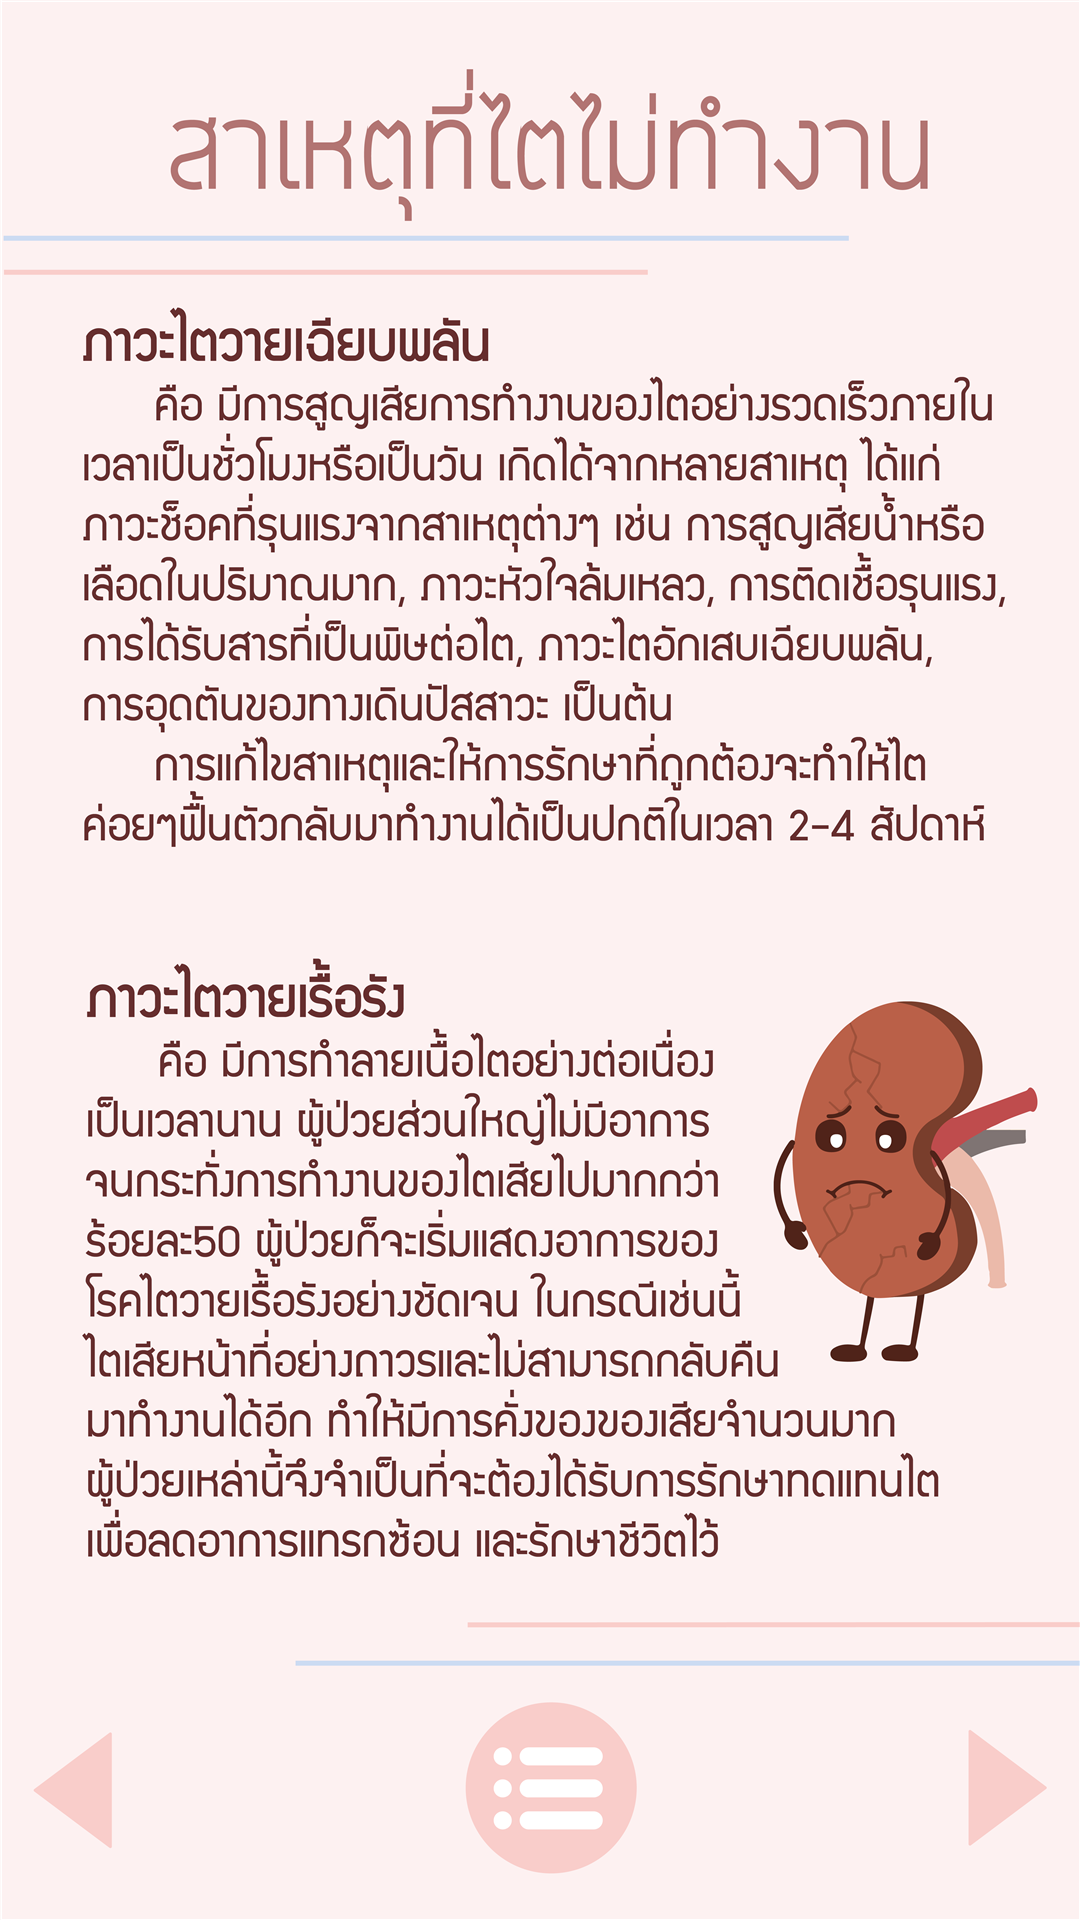 สาเหตุที่ไตไม่ทำงาน
ภาวะไตวายเฉียบพลัน
คือ มีการสูญเสียการทำงานของไตอย่างรวดเร็วภายใน
เวลาเป็นชั่วโมงหรือเป็นวัน เกิดได้จากหลายสาเหตุ ได้แก่
ภาวะช็อคที่รุนแรงจากสาเหตุต่างๆ เช่น การสูญเสียน้ำหรือ
เลือดในปริมาณมาก, ภาวะหัวใจล้มเหลว, การติดเชื้อรุนแรง,
การได้รับสารที่เป็นพิษต่อไต, ภาวะไตอักเสบเฉียบพลัน,
การอุดตันของทางเดินปัสสาวะ เป็นต้น
การแก้ไขสาเหตุและให้การรักษาที่ถูกต้องจะทำให้ไต
ค่อยๆฟื้นตัวกลับมาทำงานได้เป็นปกติในเวลา 2-4 สัปดาห์
ภาวะไตวายเรื้อรัง
คือ มีการทำลายเนื้อไตอย่างต่อเนื่อง
เป็นเวลานาน ผู้ป่วยส่วนใหญ่ไม่มีอาการ
จนกระทั่งการทำงานของไตเสียไปมากกว่า
ร้อยละ50 ผู้ป่วยก็จะเริ่มแสดงอาการของ
โรคไตวายเรื้อรังอย่างชัดเจน ในกรณีเช่นนี้
ไตเสียหน้าที่อย่างถาวรและไม่สามารถกลับคืน
มาทำงานได้อีก ทำให้มีการคั่งของของเสียจำนวนมาก
ผู้ป่วยเหล่านี้จึงจำเป็นที่จะต้องได้รับการรักษาทดแทนไต
เพื่อลดอาการแทรกซ้อน และรักษาชีวิตไว้